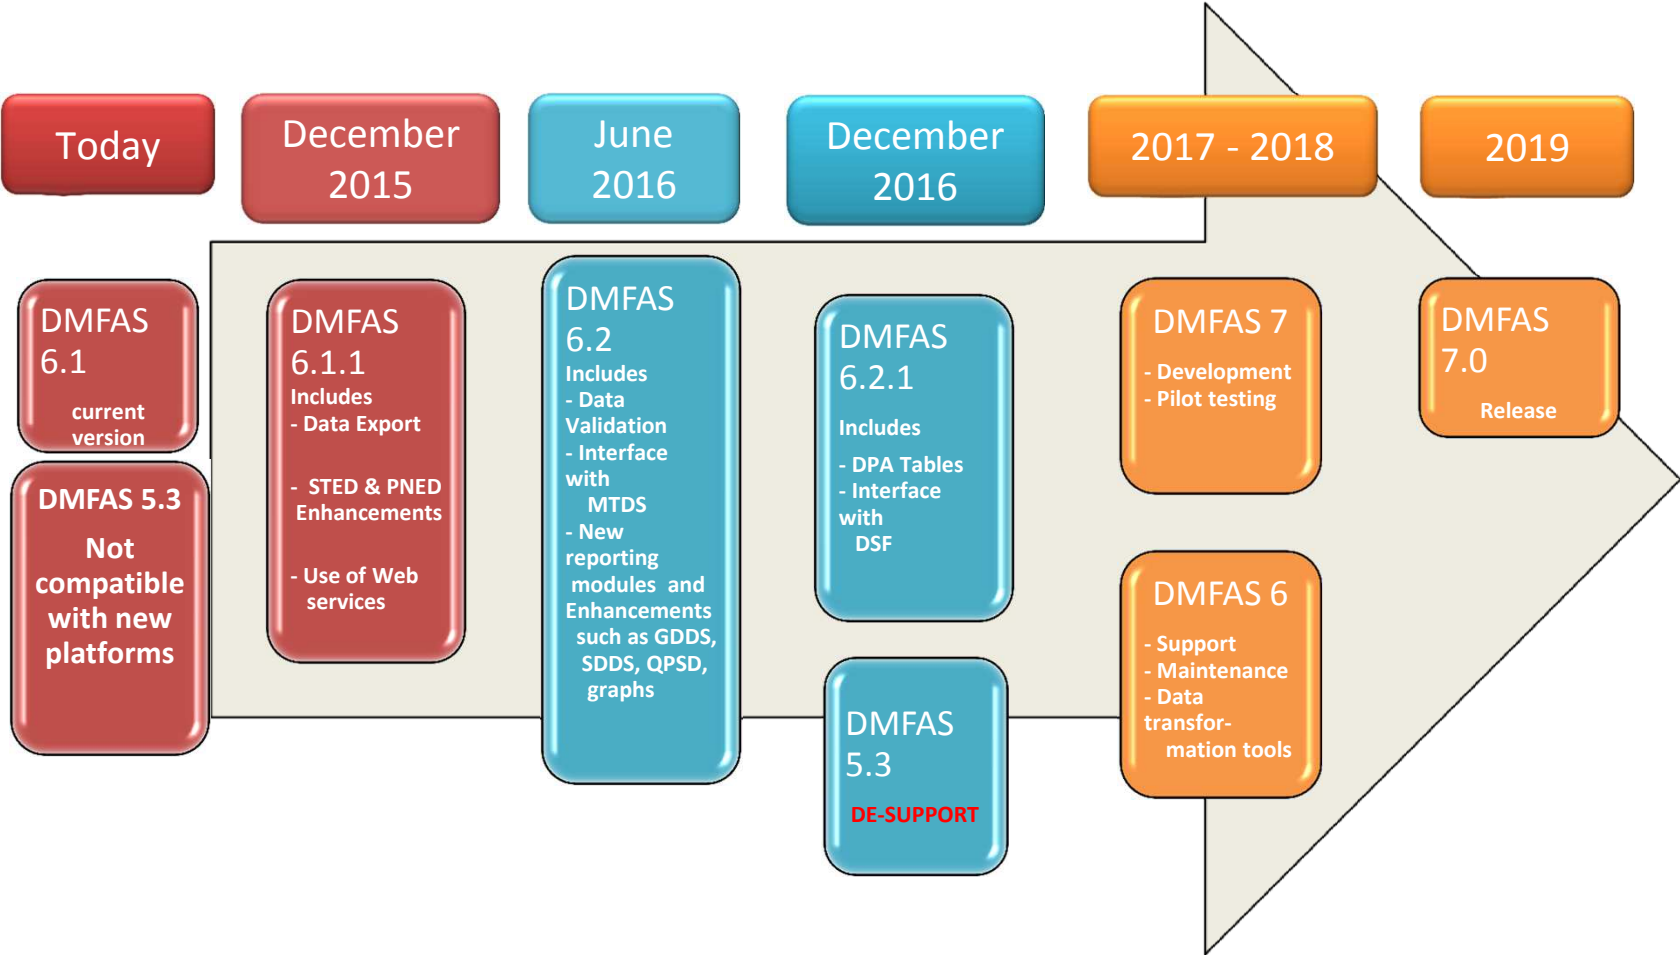 Today
December
2015
June
2016
December
2016
2017 - 2018
2019
DMFAS
6.1
current
version
DMFAS 5.3
Not
compatible
with new
platforms
DMFAS
6.1.1
Includes
- Data Export
- STED & PNED
Enhancements
- Use of Web
services
DMFAS
6.2
Includes
- Data
Validation
- Interface
with
MTDS
- New
reporting
modules and
Enhancements
such as GDDS,
SDDS, QPSD,
graphs
DMFAS
6.2.1
Includes
- DPA Tables
- Interface
with
DSF
DMFAS
5.3
DE-SUPPORT
DMFAS 7
- Development
- Pilot testing
DMFAS 6
- Support
- Maintenance
- Data
transfor-
mation tools
DMFAS
7.0
Release